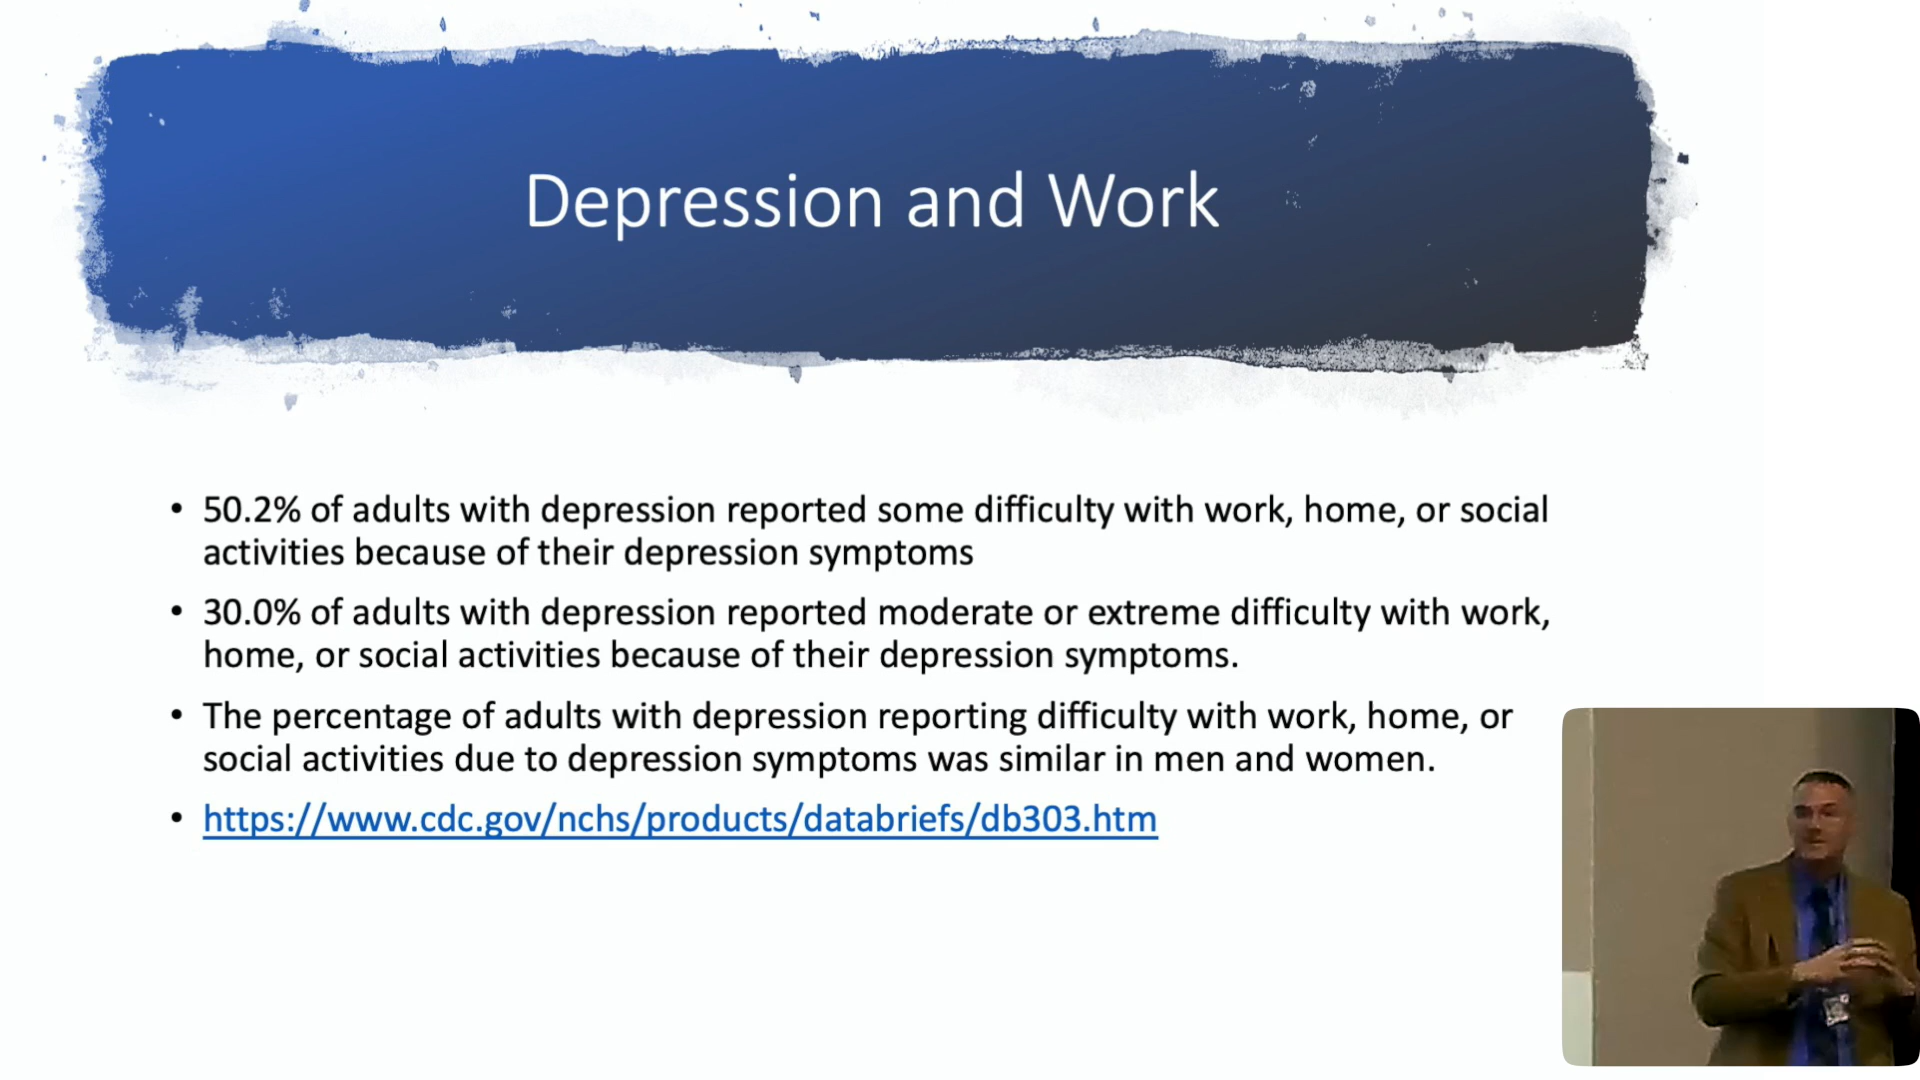 Depression and Work
• 50.2% of adults with depression reported some difficulty with work, home, or social
activities because of their depression symptoms
• 30.0% of adults with depression reported moderate or extreme difficulty with work,
home, or social activities because of their depression symptoms.
• The percentage of adults with depression reporting difficulty with work, home, or
social activities due to depression symptoms was similar in men and women.
• https://www.cdc.gov/nchs/products/databriefs/db303.htm